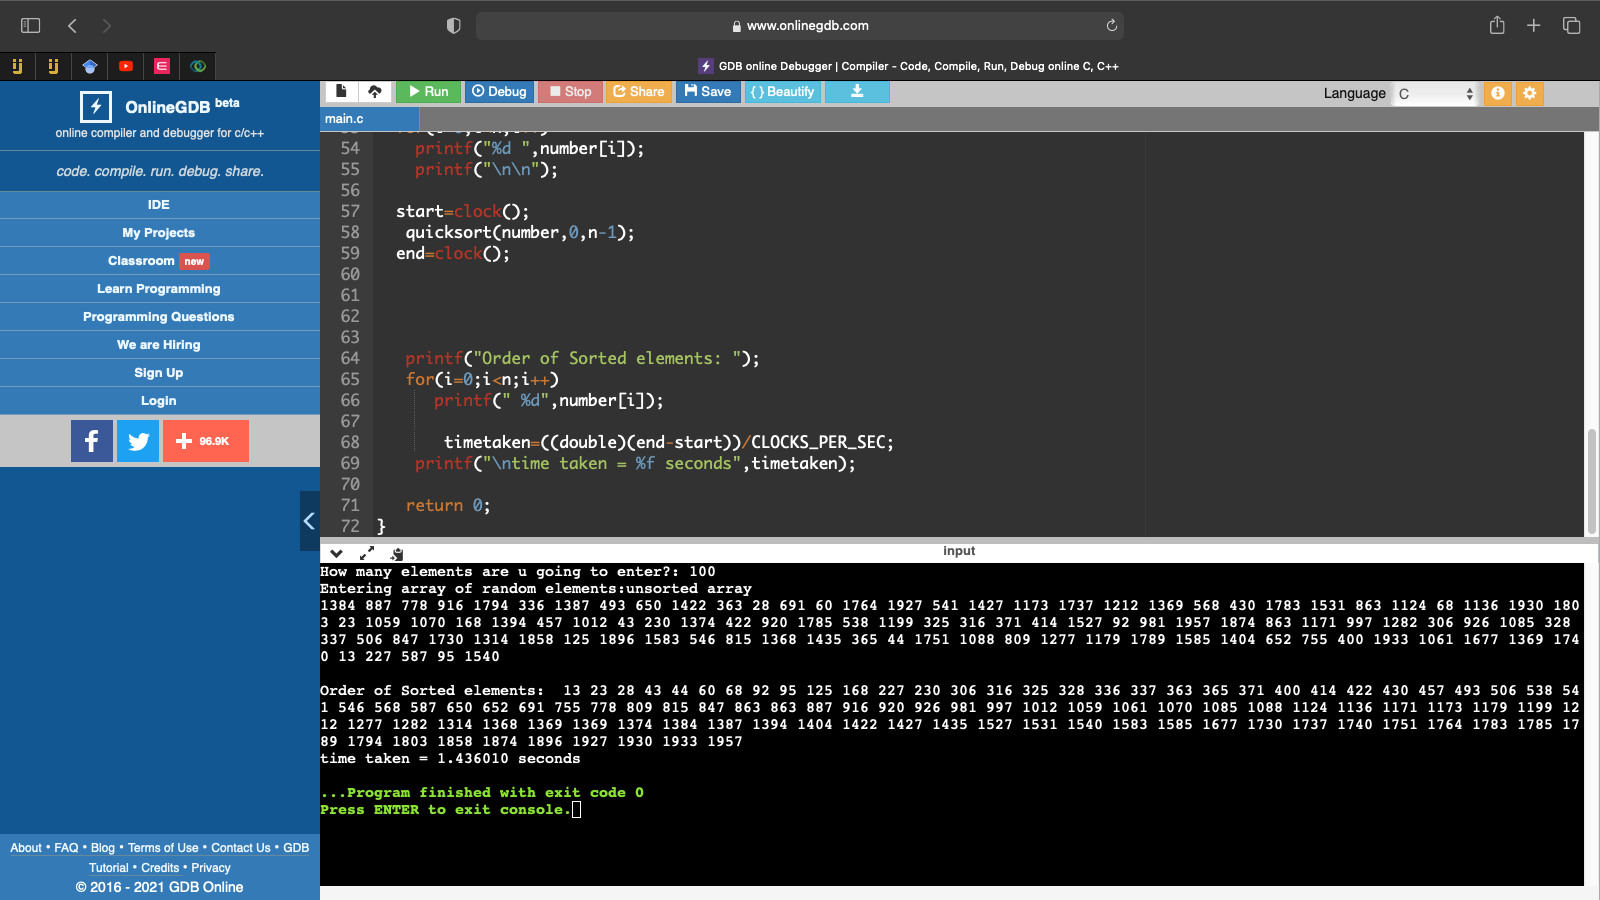 www.onlinegdb.com
GDB online Debugger | Compiler - Code, Compile, Run, Debug online C, C++
OnlineGDB beta
online compiler and debugger for c/c++
code. compile. run. debug. share.
IDE
My Projects
Classroom new
Learn Programming
Programming Questions
We are Hiring
Sign Up
Login
96.9K
About • FAQ • Blog • Terms of Use • Contact Us • GDB
Tutorial • Credits • Privacy
© 2016 - 2021 GDB Online
Run Debug Stop Share Save {} Beautify
Language C
main.c
54 printf("%d ",number[i]);
55 printf("\n\n");
56
57 start=clock();
58 quicksort(number,0,n-1);
59 end=clock();
60
61
62
63
64 printf("Order of Sorted elements: ");
65 for(i=0;i<n;i++)
66 printf(" %d",number[i]);
67
68 timetaken=((double)(end-start))/CLOCKS_PER_SEC;
69 printf("\ntime taken = %f seconds",timetaken);
70
71 return 0;
72 }
input
How many elements are u going to enter?: 100
Entering array of random elements:unsorted array
1384 887 778 916 1794 336 1387 493 650 1422 363 28 691 60 1764 1927 541 1427 1173 1737 1212 1369 568 430 1783 1531 863 1124 68 1136 1930 180
3 23 1059 1070 168 1394 457 1012 43 230 1374 422 920 1785 538 1199 325 316 371 414 1527 92 981 1957 1874 863 1171 997 1282 306 926 1085 328
337 506 847 1730 1314 1858 125 1896 1583 546 815 1368 1435 365 44 1751 1088 809 1277 1179 1789 1585 1404 652 755 400 1933 1061 1677 1369 174
0 13 227 587 95 1540
Order of Sorted elements:  13 23 28 43 44 60 68 92 95 125 168 227 230 306 316 325 328 336 337 363 365 371 400 414 422 430 457 493 506 538 54
1 546 568 587 650 652 691 755 778 809 815 847 863 863 887 916 920 926 981 997 1012 1059 1061 1070 1085 1088 1124 1136 1171 1173 1179 1199 12
12 1277 1282 1314 1368 1369 1369 1374 1384 1387 1394 1404 1422 1427 1435 1527 1531 1540 1583 1585 1677 1730 1737 1740 1751 1764 1783 1785 17
89 1794 1803 1858 1874 1896 1927 1930 1933 1957
time taken = 1.436010 seconds
...Program finished with exit code 0
Press ENTER to exit console.